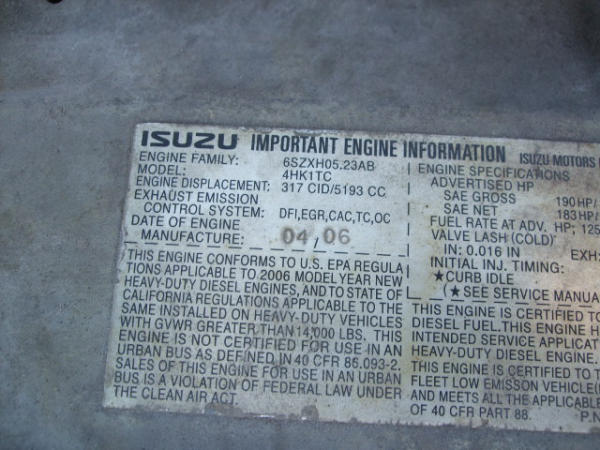 ISUZU IMPORTANT ENGINE INFORMATION ISUZU MOTORS
ENGINE FAMILY: 6SZXH05.23AB
MODEL: 4HK1TC
ENGINE DISPLACEMENT: 317 CID/5193 CC
EXHAUST EMISSION
CONTROL SYSTEM: DFI,EGR,CAC,TC,OC
DATE OF ENGINE
MANUFACTURE: 04/06
THIS ENGINE CONFORMS TO U.S. EPA REGULA
TIONS APPLICABLE TO 2006 MODEL YEAR NEW
HEAVY-DUTY DIESEL ENGINES, AND TO STATE OF
CALIFORNIA REGULATIONS APPLICABLE TO THE
SAME INSTALLED ON HEAVY-DUTY VEHICLES
WITH GVWR GREATER THAN 14,000 LBS. THIS
ENGINE IS NOT CERTIFIED FOR USE IN AN
URBAN BUS AS DEFINED IN 40 CFR 86.093-2.
SALES OF THIS ENGINE FOR USE IN AN URBAN
BUS IS A VIOLATION OF FEDERAL LAW UNDER
THE CLEAN AIR ACT.
ENGINE SPECIFICATIONS
ADVERTISED HP
SAE GROSS 190HP/
SAE NET 183HP/
FUEL RATE AT ADV. HP; 125
VALVE LASH (COLD)
IN: 0.016 IN EXH:
INITIAL INJ. TIMING:
★CURB IDLE
(★SEE SERVICE MANUA
THIS ENGINE IS CERTIFIED TO
DIESEL FUEL.THIS ENGINE H
INTENDED SERVICE APPLICAT
HEAVY-DUTY DIESEL ENGINE.
THIS ENGINE IS CERTIFIED TO T
FLEET LOW EMISSON VEHICLE(
AND MEETS ALL THE APPLICABL
OF 40 CFR PART 88. P.N